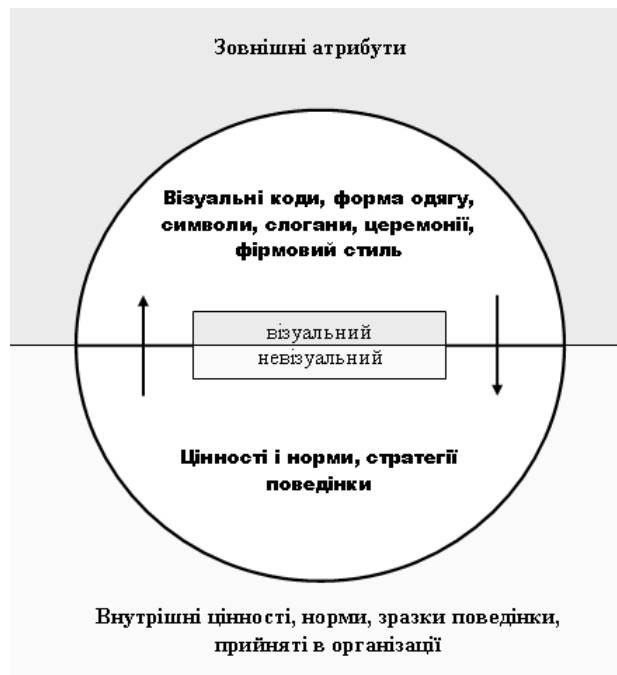 Зовнішні атрибути
Візуальні коди, форма одягу,
символи, слогани, церемонії,
фірмовий стиль
візуальний
невізуальний
Цінності і норми, стратегії
поведінки
Внутрішні цінності, норми, зразки поведінки,
прийняті в організації